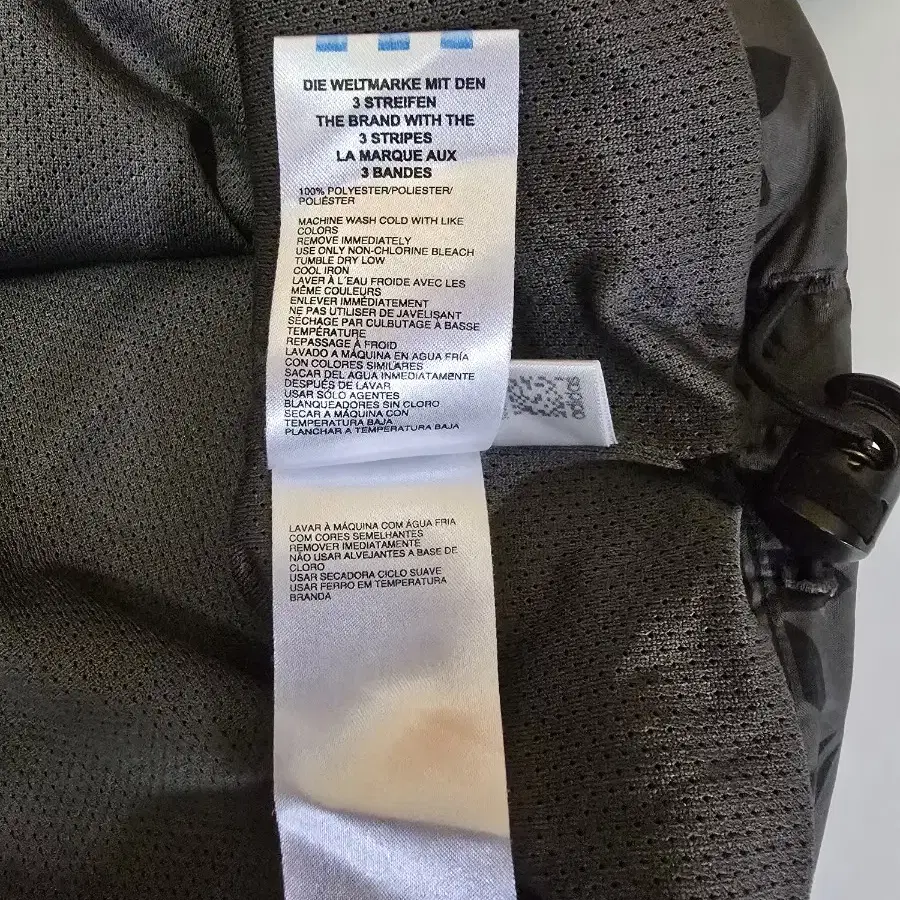 DIE WELTMARKE MIT DEN
3 STREIFEN
THE BRAND WITH THE
3 STRIPES
LA MARQUE AUX
3 BANDES
100% POLYESTER/POLIESTER/
POLIÉSTER
MACHINE WASH COLD WITH LIKE
COLORS
REMOVE IMMEDIATELY
USE ONLY NON-CHLORINE BLEACH
TUMBLE DRY LOW
COOL IRON
LAVER À L'EAU FROIDE AVEC LES
MÊME COULEURS
ENLEVER IMMÉDIATEMENT
NE PAS UTILISER DE JAVELISANT
SÉCHAGE PAR CULBUTAGE À BASSE
TEMPÉRATURE
REPASSAGE À FROID
LAVADO A MÁQUINA EN AGUA FRÍA
CON COLORES SIMILARES
SACAR DEL AGUA INMEDIATAMENTE
DESPUÉS DE LAVAR
USAR SÓLO AGENTES
BLANQUEADORES SIN CLORO
SECAR A MÁQUINA CON
TEMPERATURA BAJA
PLANCHAR A TEMPERATURA BAJA
adidas
LAVAR À MÁQUINA COM ÁGUA FRIA
COM CORES SEMELHANTES
REMOVER IMEDIATAMENTE
NÃO USAR ALVEJANTES A BASE DE
CLORO
USAR SECADORA CICLO SUAVE
USAR FERRO EM TEMPERATURA
BRANDA